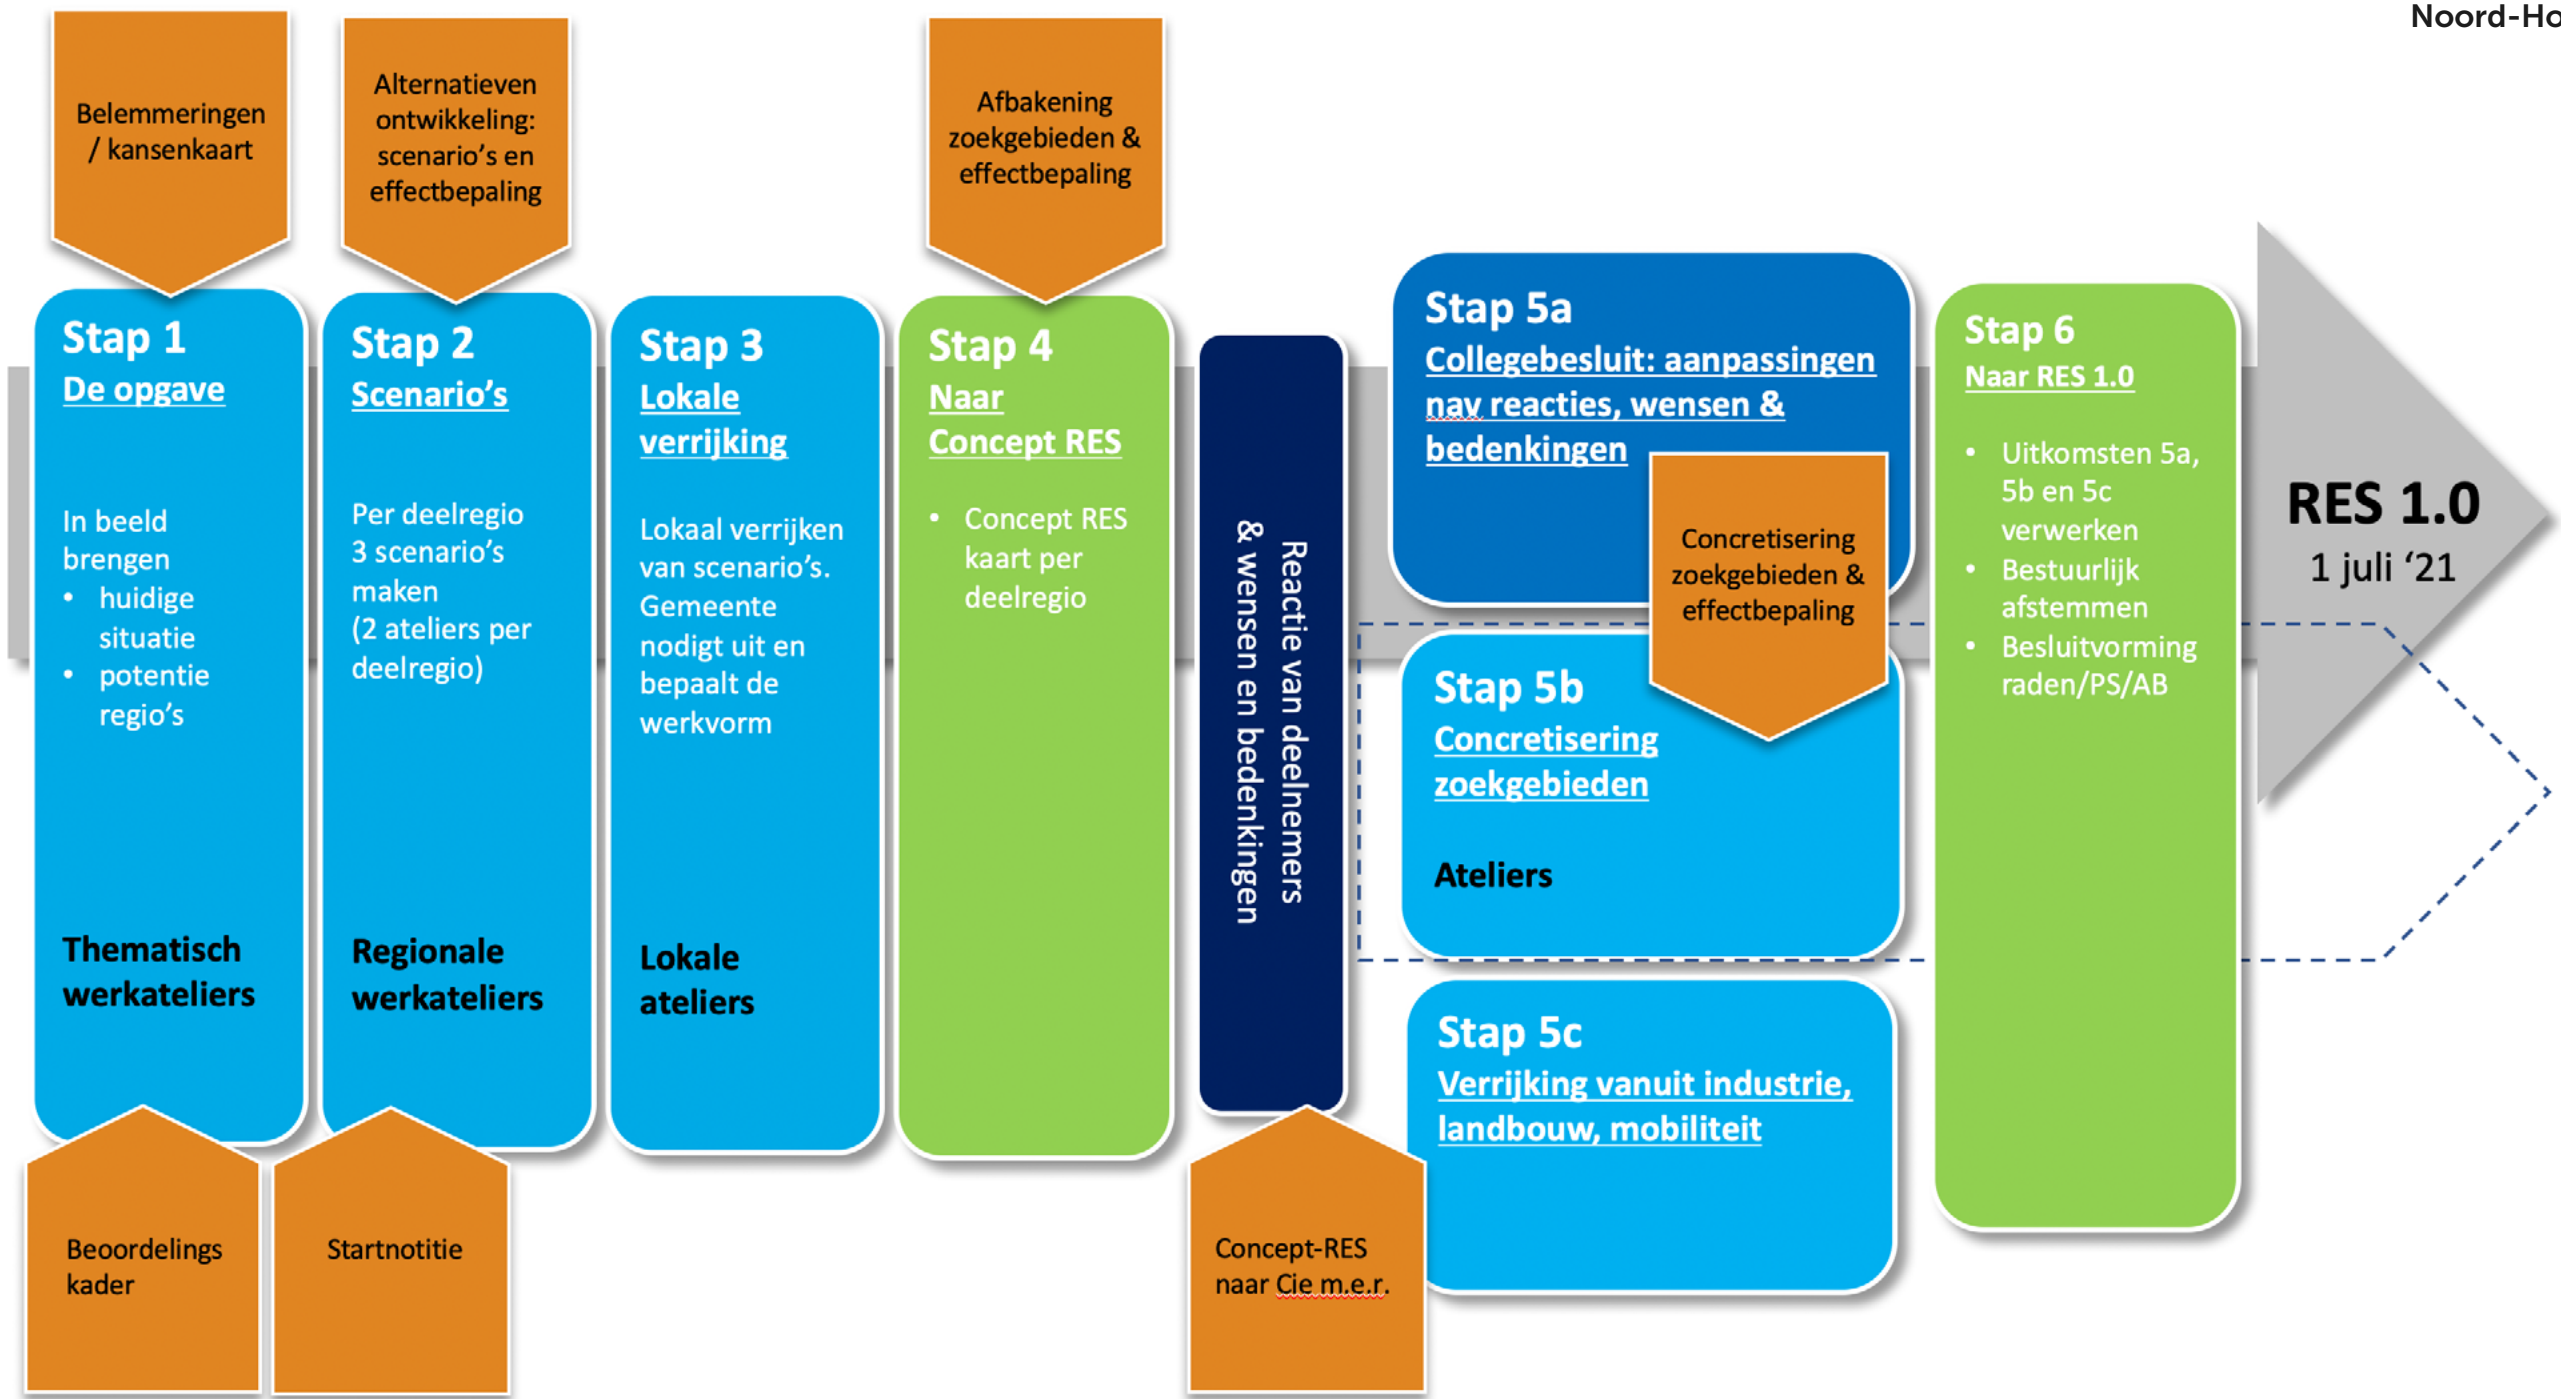 Noord-Ho
Belemmeringen
/ kansenkaart
Alternatieven
ontwikkeling:
scenario's en
effectbepaling
Afbakening
zoekgebieden &
effectbepaling
Stap 1
De opgave
In beeld
brengen
• huidige
situatie
• potentie
regio's
Thematisch
werkateliers
Stap 2
Scenario's
Per deelregio
3 scenario's
maken
(2 ateliers per
deelregio)
Regionale
werkateliers
Stap 3
Lokale
verrijking
Lokaal verrijken
van scenario's.
Gemeente
nodigt uit en
bepaalt de
werkvorm
Lokale
ateliers
Stap 4
Naar
Concept RES
• Concept RES
kaart per
deelregio
Reactie van deelnemers
& wensen en bedenkingen
Stap 5a
Collegebesluit: aanpassingen
nav reacties, wensen &
bedenkingen
Concretisering
zoekgebieden &
effectbepaling
Stap 5b
Concretisering
zoekgebieden
Ateliers
Stap 5c
Verrijking vanuit industrie,
landbouw, mobiliteit
Stap 6
Naar RES 1.0
• Uitkomsten 5a,
5b en 5c
verwerken
• Bestuurlijk
afstemmen
• Besluitvorming
raden/PS/AB
RES 1.0
1 juli ‘21
Beoordelings
kader
Startnotitie
Concept-RES
naar Cie m.e.r.